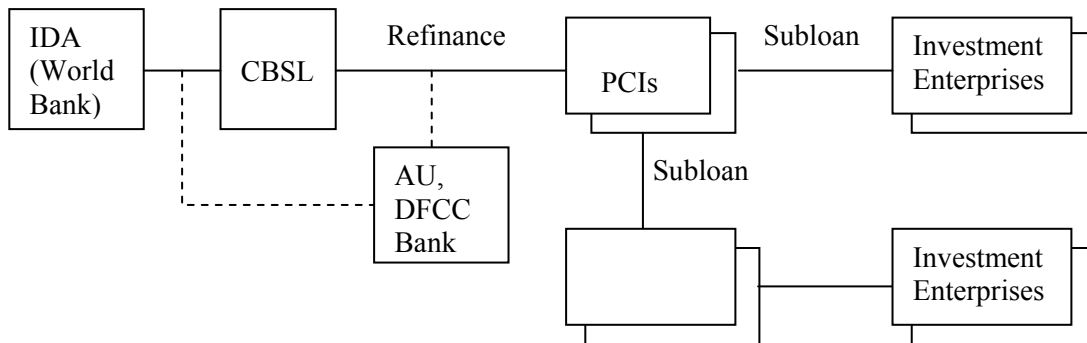 IDA
(World
Bank)
CBSL
Refinance
PCIs
Subloan
Investment
Enterprises
AU,
DFCC
Bank
Subloan
Investment
Enterprises